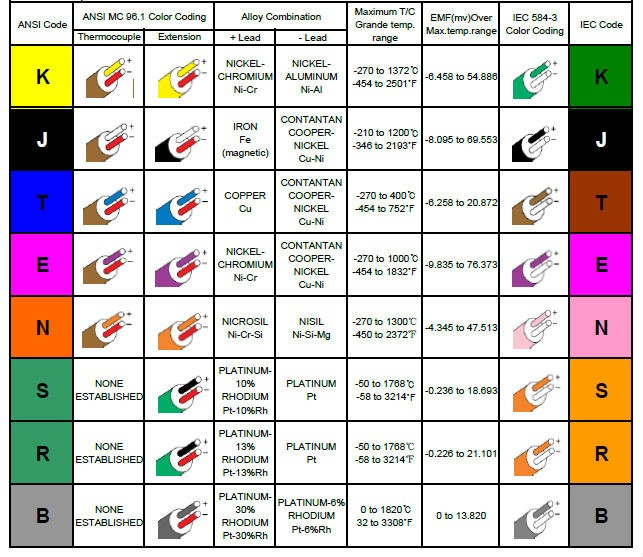 ANSI Code
ANSI MC 96.1 Color Coding
Thermocouple
Extension
Alloy Combination
+ Lead
- Lead
Maximum T/C
Grande temp.
range
EMF(mv)Over
Max.temp.range
IEC 584-3
Color Coding
IEC Code
K
+
−
+
−
NICKEL-
CHROMIUM
Ni-Cr
NICKEL-
ALUMINUM
Ni-Al
-270 to 1372℃
-454 to 2501℉
-6.458 to 54.886
+
−
K
J
+
−
+
−
IRON
Fe
(magnetic)
CONTANTAN
COOPER-
NICKEL
Cu-Ni
-210 to 1200℃
-346 to 2193℉
-8.095 to 69.553
+
−
J
T
+
−
+
−
COPPER
Cu
CONTANTAN
COOPER-
NICKEL
Cu-Ni
-270 to 400℃
-454 to 752℉
-6.258 to 20.872
+
−
T
E
+
−
+
−
NICKEL-
CHROMIUM
Ni-Cr
CONTANTAN
COOPER-
NICKEL
Cu-Ni
-270 to 1000℃
-454 to 1832℉
-9.835 to 76.373
+
−
E
N
+
−
+
−
NICROSIL
Ni-Cr-Si
NISIL
Ni-Si-Mg
-270 to 1300℃
-450 to 2372℉
-4.345 to 47.513
+
−
N
S
NONE
ESTABLISHED
+
−
PLATINUM-
10%
RHODIUM
Pt-10%Rh
PLATINUM
Pt
-50 to 1768℃
-58 to 3214℉
-0.236 to 18.693
+
−
S
R
NONE
ESTABLISHED
+
−
PLATINUM-
13%
RHODIUM
Pt-13%Rh
PLATINUM
Pt
-50 to 1768℃
-58 to 3214℉
-0.226 to 21.101
+
−
R
B
NONE
ESTABLISHED
+
−
PLATINUM-
30%
RHODIUM
Pt-30%Rh
PLATINUM-6%
RHODIUM
Pt-6%Rh
0 to 1820℃
32 to 3308℉
0 to 13.820
+
−
B